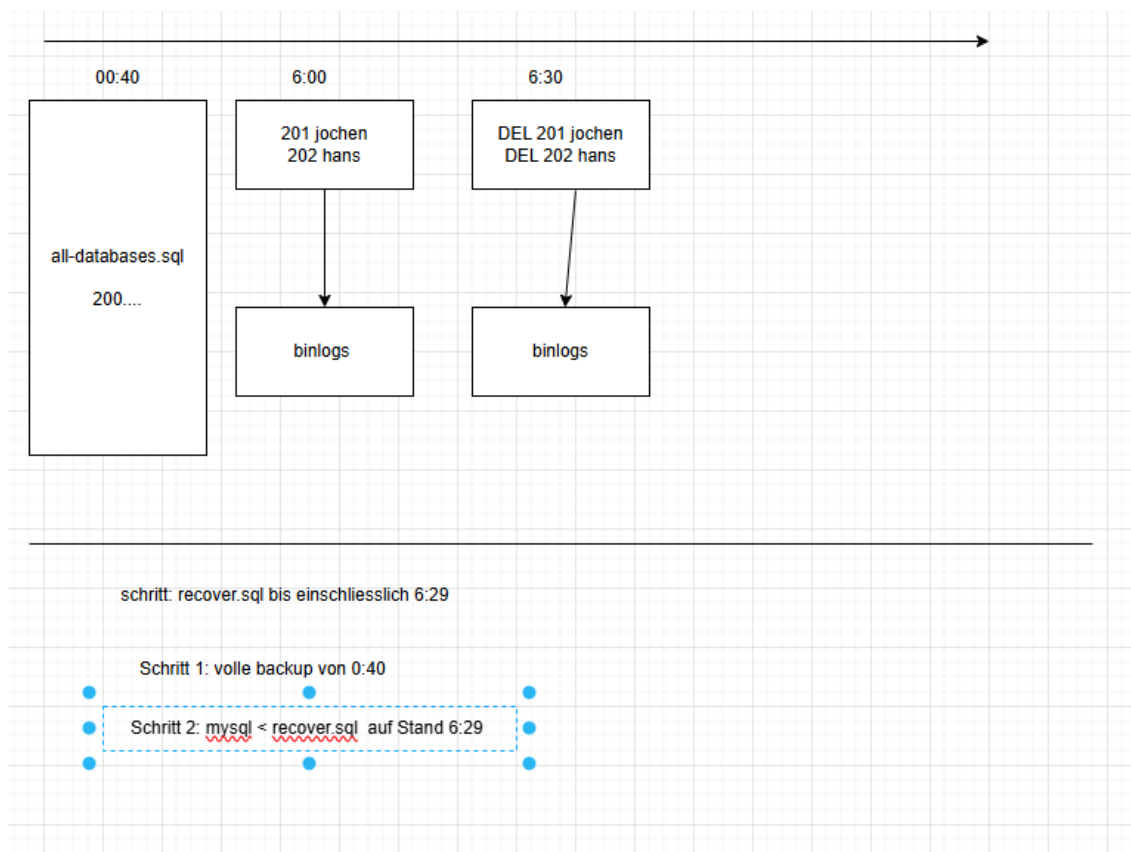 00:40
6:00
6:30
201 jochen
202 hans
DEL 201 jochen
DEL 202 hans
all-databases.sql
200....
binlogs
binlogs
schritt: recover.sql bis einschliesslich 6:29
Schritt 1: volle backup von 0:40
Schritt 2: mysql < recover.sql auf Stand 6:29